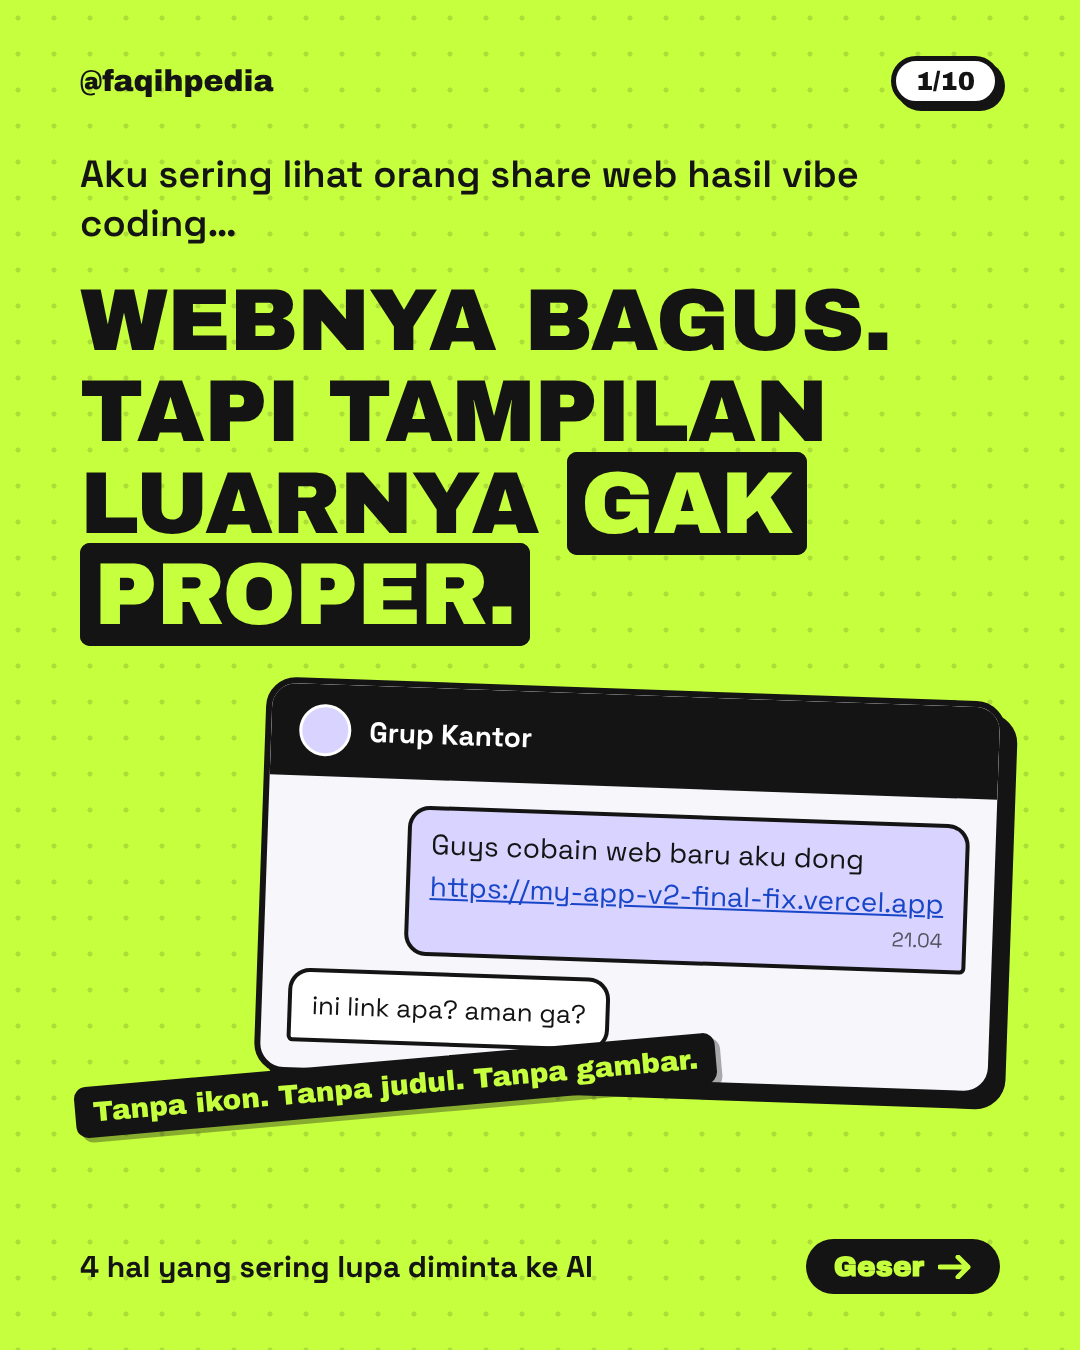 @faqihpedia
1/10
Aku sering lihat orang share web hasil vibe
coding...
WEBNYA BAGUS.
TAPI TAMPILAN
LUARNYA GAK
PROPER.
Grup Kantor
Guys cobain web baru aku dong
https://my-app-v2-final-fix.vercel.app
21.04
ini link apa? aman ga?
Tanpa ikon. Tanpa judul. Tanpa gambar.
4 hal yang sering lupa diminta ke AI
Geser →